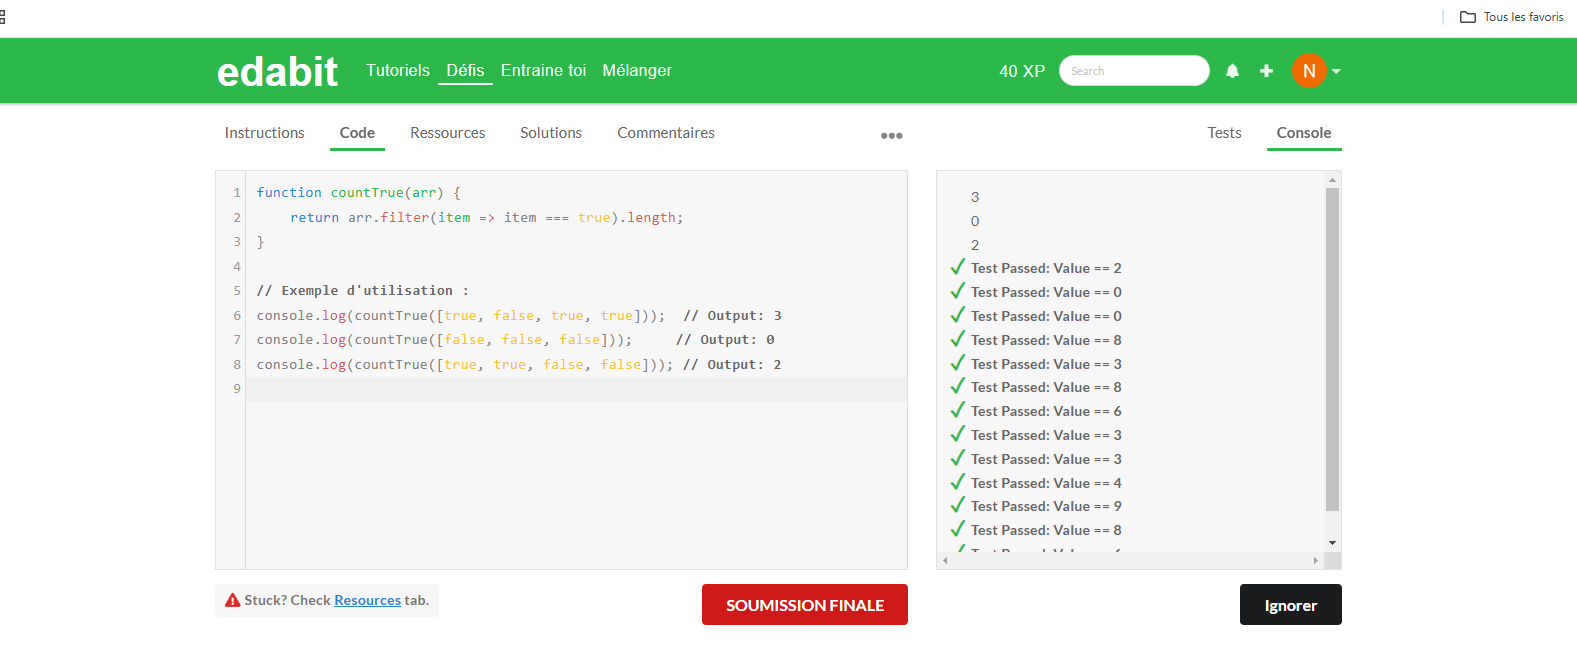 Tous les favoris
edabit Tutoriels Défis Entraine toi Mélanger 40 XP Search N
Instructions Code Ressources Solutions Commentaires Tests Console
1 function countTrue(arr) {
2 return arr.filter(item => item === true).length;
3 }
4
5 // Exemple d'utilisation :
6 console.log(countTrue([true, false, true, true])); // Output: 3
7 console.log(countTrue([false, false, false])); // Output: 0
8 console.log(countTrue([true, true, false, false])); // Output: 2
9
3
0
2
Test Passed: Value == 2
Test Passed: Value == 0
Test Passed: Value == 0
Test Passed: Value == 8
Test Passed: Value == 3
Test Passed: Value == 8
Test Passed: Value == 6
Test Passed: Value == 3
Test Passed: Value == 3
Test Passed: Value == 4
Test Passed: Value == 9
Test Passed: Value == 8
Stuck? Check Resources tab.
SOUMISSION FINALE
Ignorer